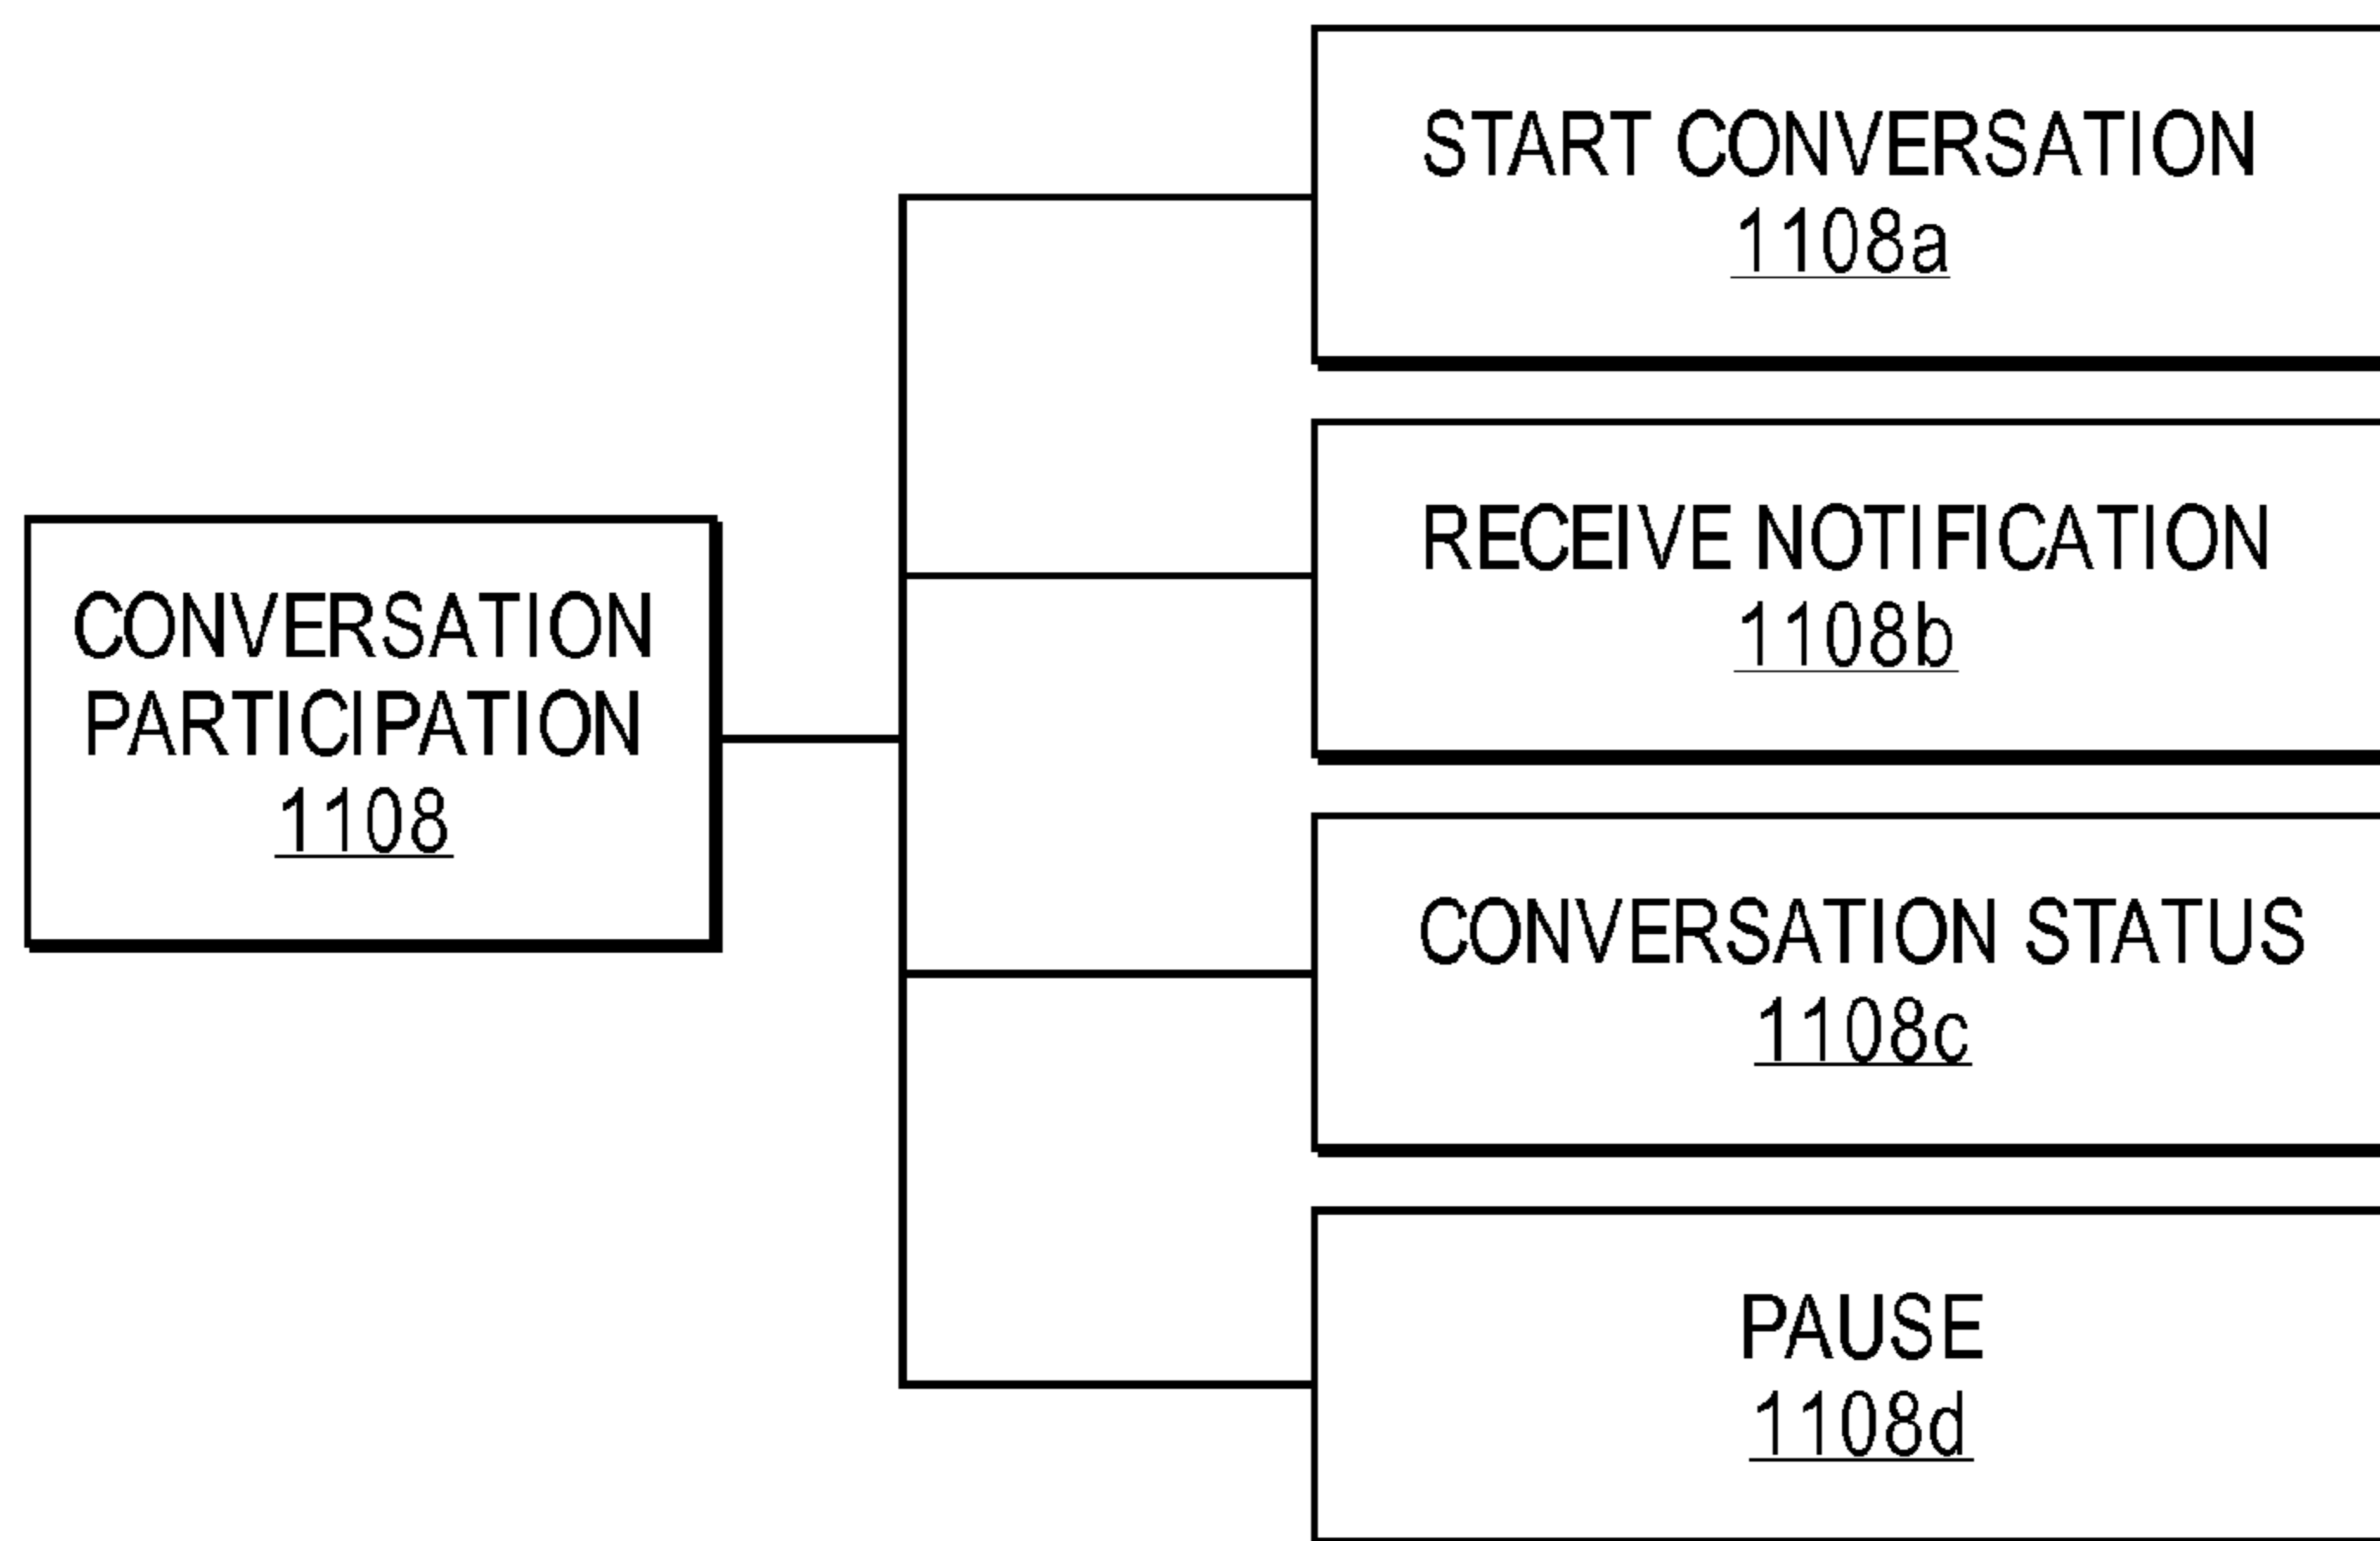 START CONVERSATION
1108a
RECEIVE NOTIFICATION
1108b
CONVERSATION
PARTICIPATION
1108
CONVERSATION STATUS
1108c
PAUSE
1108d